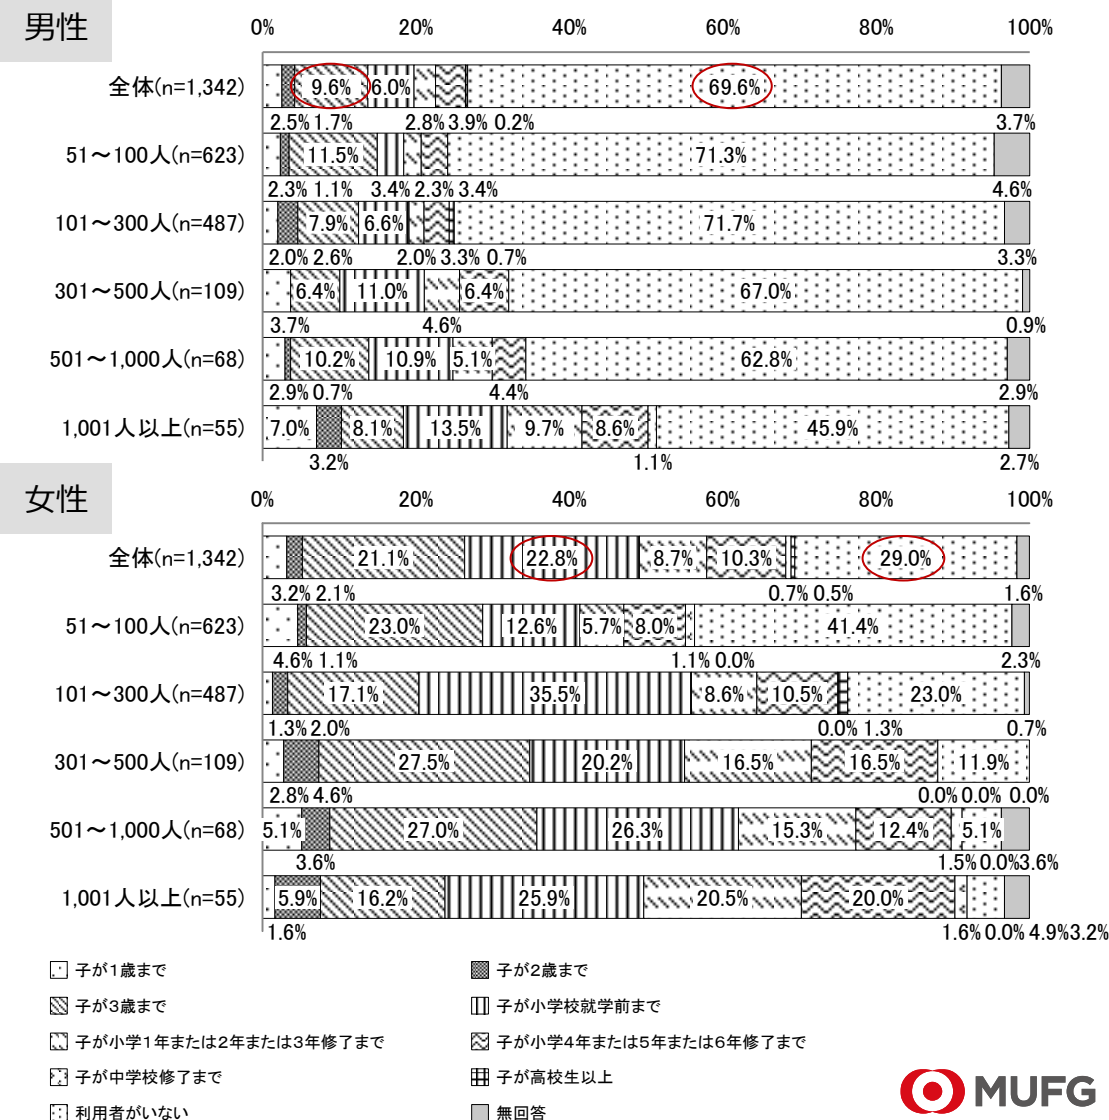 男性
0% 20% 40% 60% 80% 100%
全体(n=1,342) 9.6% 6.0% 69.6%
2.5% 1.7% 2.8% 3.9% 0.2% 3.7%
51～100人(n=623) 11.5% 71.3%
2.3% 1.1% 3.4% 2.3% 3.4% 4.6%
101～300人(n=487) 7.9% 6.6% 71.7%
2.0% 2.6% 2.0% 3.3% 0.7% 3.3%
301～500人(n=109) 6.4% 11.0% 6.4% 67.0%
3.7% 4.6% 0.9%
501～1,000人(n=68) 10.2% 10.9% 5.1% 62.8%
2.9% 0.7% 4.4% 2.9%
1,001人以上(n=55) 7.0% 8.1% 13.5% 9.7% 8.6% 45.9%
3.2% 1.1% 2.7%
女性
0% 20% 40% 60% 80% 100%
全体(n=1,342) 21.1% 22.8% 8.7% 10.3% 29.0%
3.2% 2.1% 0.7% 0.5% 1.6%
51～100人(n=623) 23.0% 12.6% 5.7% 8.0% 41.4%
4.6% 1.1% 1.1% 0.0% 2.3%
101～300人(n=487) 17.1% 35.5% 8.6% 10.5% 23.0%
1.3% 2.0% 0.0% 1.3% 0.7%
301～500人(n=109) 27.5% 20.2% 16.5% 16.5% 11.9%
2.8% 4.6% 0.0% 0.0% 0.0%
501～1,000人(n=68) 5.1% 27.0% 26.3% 15.3% 12.4% 5.1%
3.6% 1.5% 0.0% 3.6%
1,001人以上(n=55) 5.9% 16.2% 25.9% 20.5% 20.0%
1.6% 1.6% 0.0% 4.9% 3.2%
子が1歳まで 子が2歳まで
子が3歳まで 子が小学校就学前まで
子が小学1年または2年または3年修了まで 子が小学4年または5年または6年修了まで
子が中学校修了まで 子が高校生以上
利用者がいない 無回答
MUFG